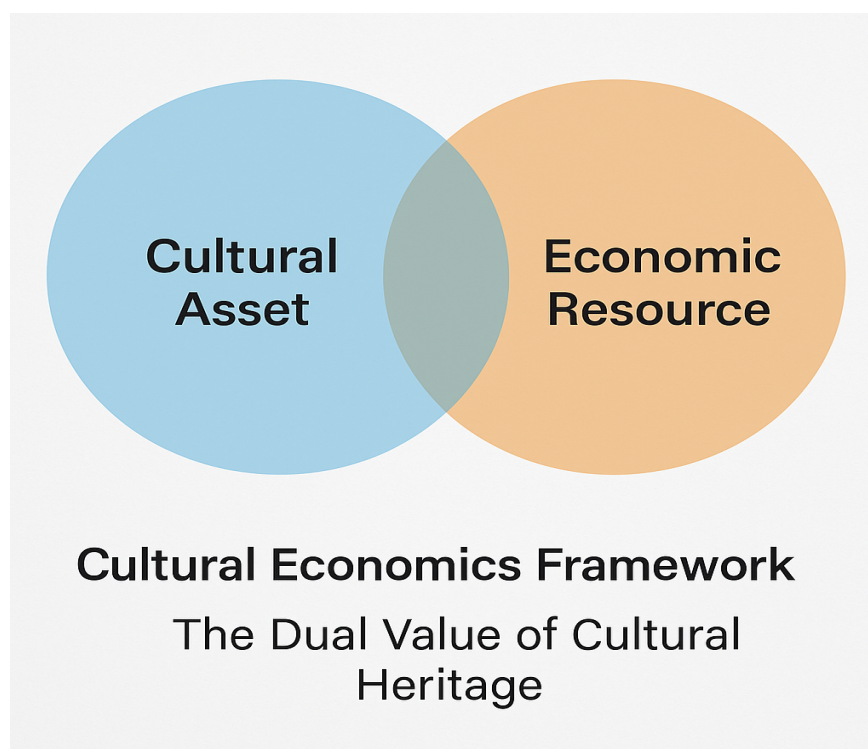 Cultural
Asset
Economic
Resource
Cultural Economics Framework
The Dual Value of Cultural
Heritage